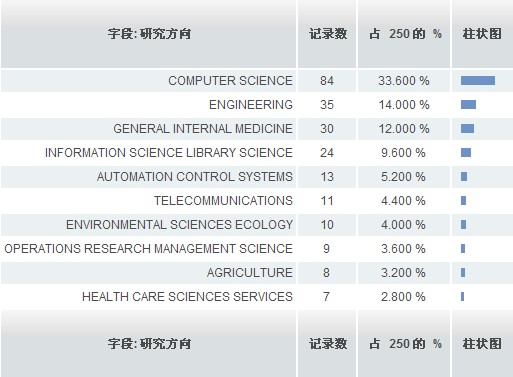 字段: 研究方向 记录数 占 250 的 % 柱状图
COMPUTER SCIENCE 84 33.600 %
ENGINEERING 35 14.000 %
GENERAL INTERNAL MEDICINE 30 12.000 %
INFORMATION SCIENCE LIBRARY SCIENCE 24 9.600 %
AUTOMATION CONTROL SYSTEMS 13 5.200 %
TELECOMMUNICATIONS 11 4.400 %
ENVIRONMENTAL SCIENCES ECOLOGY 10 4.000 %
OPERATIONS RESEARCH MANAGEMENT SCIENCE 9 3.600 %
AGRICULTURE 8 3.200 %
HEALTH CARE SCIENCES SERVICES 7 2.800 %
字段: 研究方向 记录数 占 250 的 % 柱状图